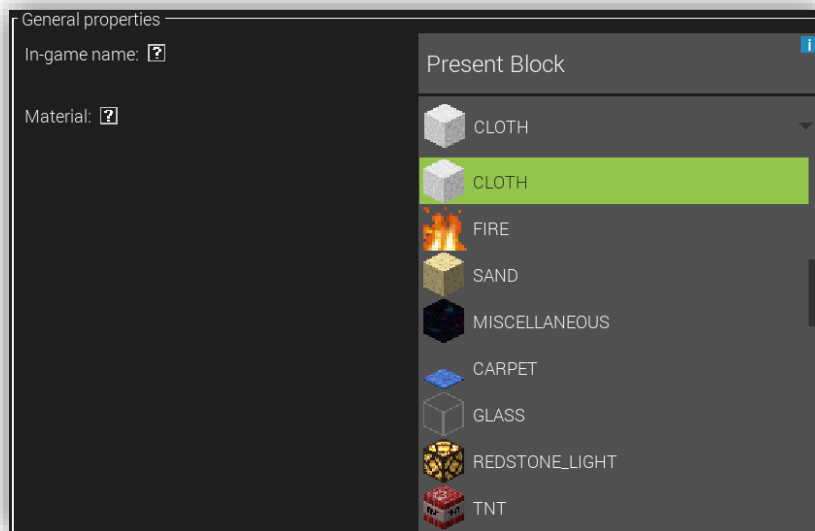 General properties
In-game name: [?]
Present Block
i
Material: [?]
CLOTH
CLOTH
FIRE
SAND
MISCELLANEOUS
CARPET
GLASS
REDSTONE_LIGHT
TNT